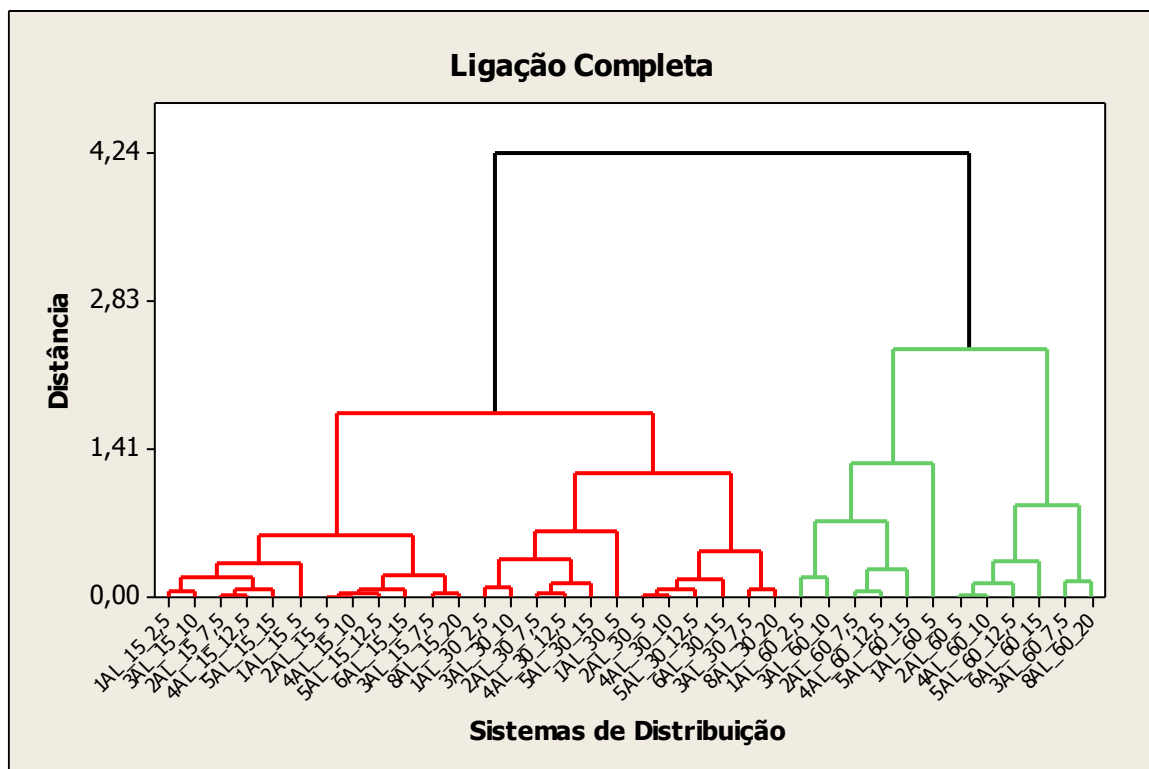 Ligação Completa
4,24
2,83
1,41
0,00
Distância
1AL_15_2,5
3AL_15_10
2AL_15_7,5
4AL_15_12,5
5AL_15_15
1AL_15_5
2AL_15_5
4AL_15_10
5AL_15_12,5
6AL_15_15
3AL_15_7,5
8AL_15_20
1AL_30_2,5
3AL_30_10
2AL_30_7,5
4AL_30_12,5
5AL_30_15
1AL_30_5
2AL_30_5
4AL_30_10
5AL_30_12,5
6AL_30_15
3AL_30_7,5
8AL_30_20
1AL_60_2,5
3AL_60_10
2AL_60_7,5
4AL_60_12,5
5AL_60_15
1AL_60_5
2AL_60_5
4AL_60_10
5AL_60_12,5
6AL_60_15
3AL_60_7,5
8AL_60_20
Sistemas de Distribuição